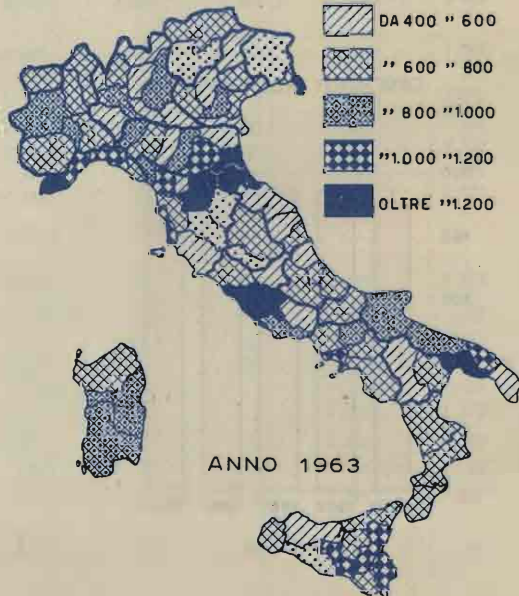 DA 400 " 600
" 600 " 800
" 800 " 1.000
" 1.000 " 1.200
OLTRE " 1.200
ANNO 1963